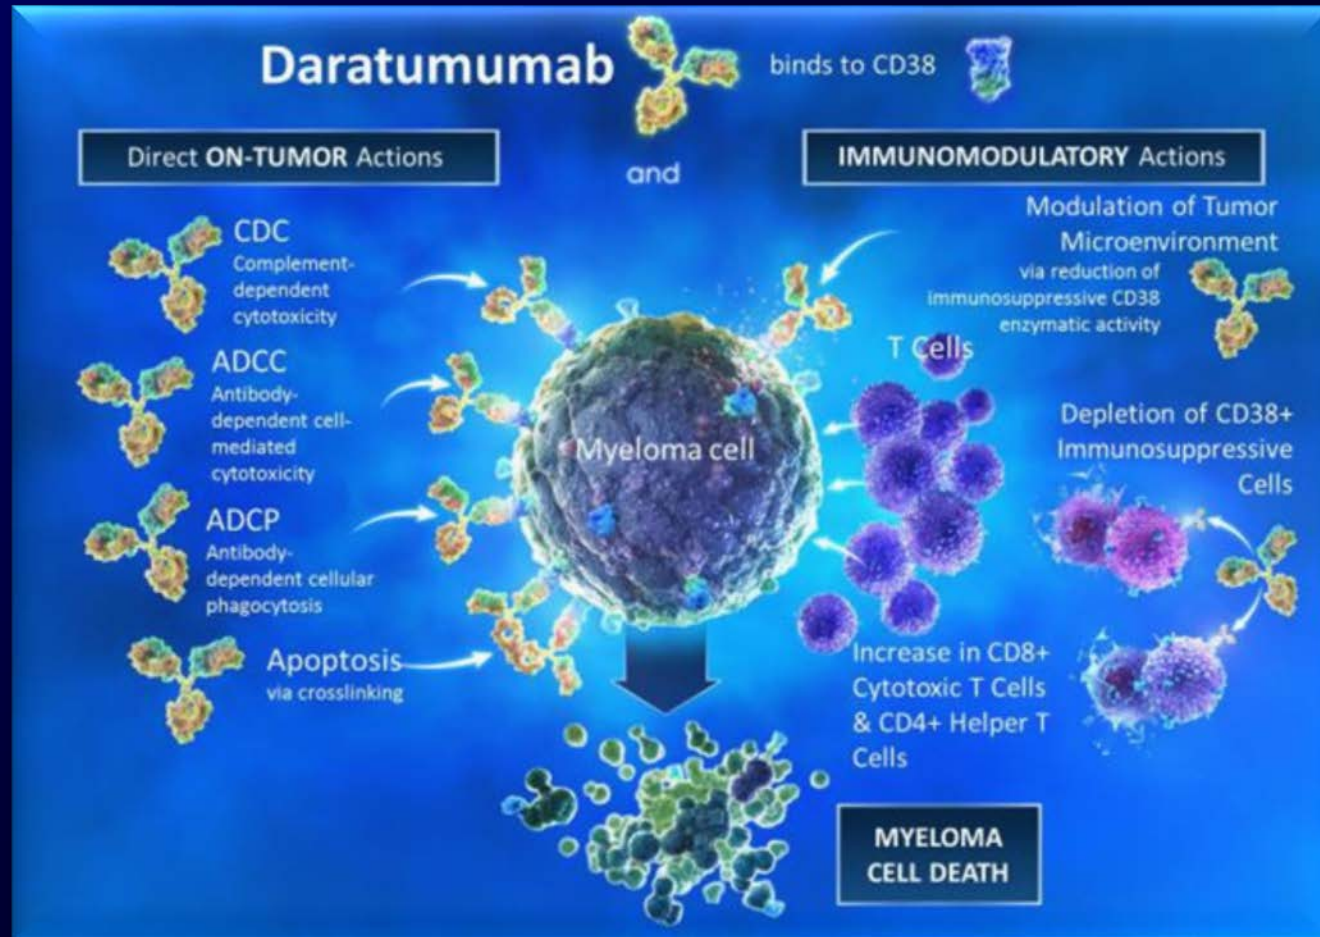 Daratumumab
binds to CD38
and
Direct ON-TUMOR Actions
CDC
Complement-
dependent
cytotoxicity
ADCC
Antibody-
dependent cell-
mediated
cytotoxicity
ADCP
Antibody-
dependent cellular
phagocytosis
Apoptosis
via crosslinking
Myeloma cell
IMMUNOMODULATORY Actions
Modulation of Tumor
Microenvironment
via reduction of
immunosuppressive CD38
enzymatic activity
T Cells
Depletion of CD38+
Immunosuppressive
Cells
Increase in CD8+
Cytotoxic T Cells
& CD4+ Helper T
Cells
MYELOMA
CELL DEATH